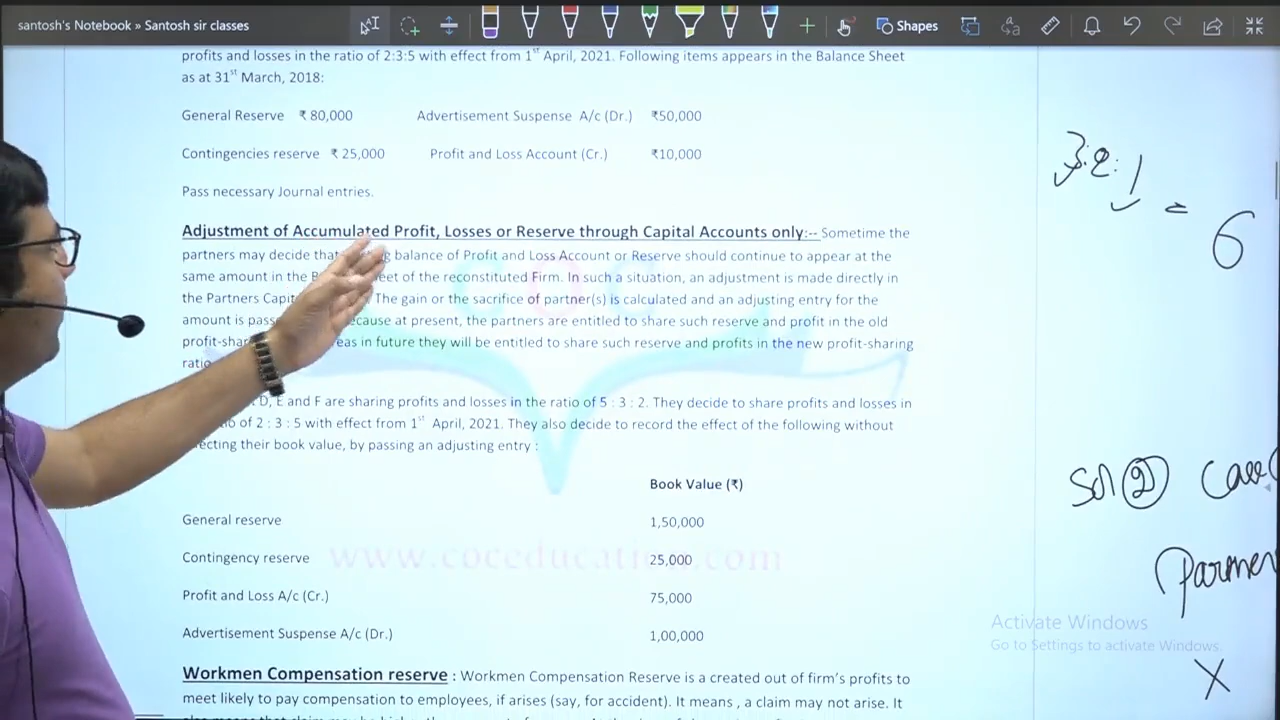 santosh's Notebook » Santosh sir classes
Shapes
profits and losses in the ratio of 2:3:5 with effect from 1st April, 2021. Following items appears in the Balance Sheet
as at 31st March, 2018:
General Reserve ₹ 80,000 Advertisement Suspense A/c (Dr.) ₹50,000
Contingencies reserve ₹ 25,000 Profit and Loss Account (Cr.) ₹10,000
Pass necessary Journal entries.
Adjustment of Accumulated Profit, Losses or Reserve through Capital Accounts only:-- Sometime the
partners may decide that balance of Profit and Loss Account or Reserve should continue to appear at the
same amount in the of the reconstituted Firm. In such a situation, an adjustment is made directly in
the Partners The gain or the sacrifice of partner(s) is calculated and an adjusting entry for the
amount is at present, the partners are entitled to share such reserve and profit in the old
in future they will be entitled to share such reserve and profits in the new profit-sharing
D, E and F are sharing profits and losses in the ratio of 5 : 3 : 2. They decide to share profits and losses in
of 2 : 3 : 5 with effect from 1st April, 2021. They also decide to record the effect of the following without
their book value, by passing an adjusting entry :
Book Value (₹)
General reserve 1,50,000
Contingency reserve 25,000
Profit and Loss A/c (Cr.) 75,000
Advertisement Suspense A/c (Dr.) 1,00,000
www.coceducation.com
Workmen Compensation reserve : Workmen Compensation Reserve is a created out of firm's profits to
meet likely to pay compensation to employees, if arises (say, for accident). It means , a claim may not arise. It
3:2:1 = 6
Sol (2)
X
Activate Windows
Go to Settings to activate Windows.